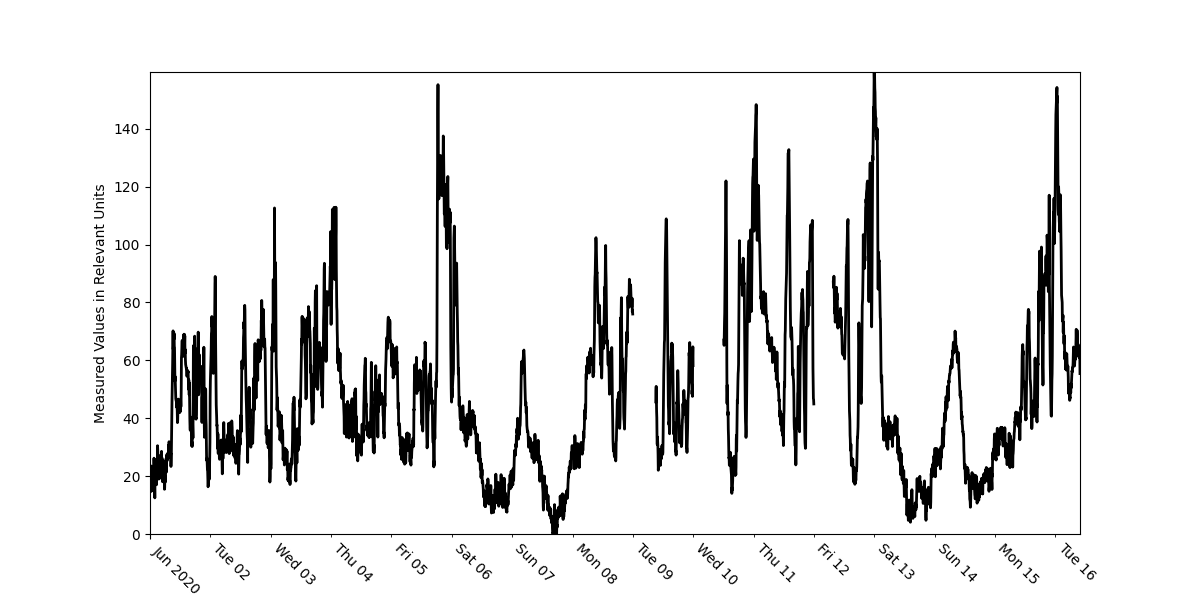 140
120
100
80
60
40
20
0
Measured Values in Relevant Units
Jun 2020
Tue 02
Wed 03
Thu 04
Fri 05
Sat 06
Sun 07
Mon 08
Tue 09
Wed 10
Thu 11
Fri 12
Sat 13
Sun 14
Mon 15
Tue 16